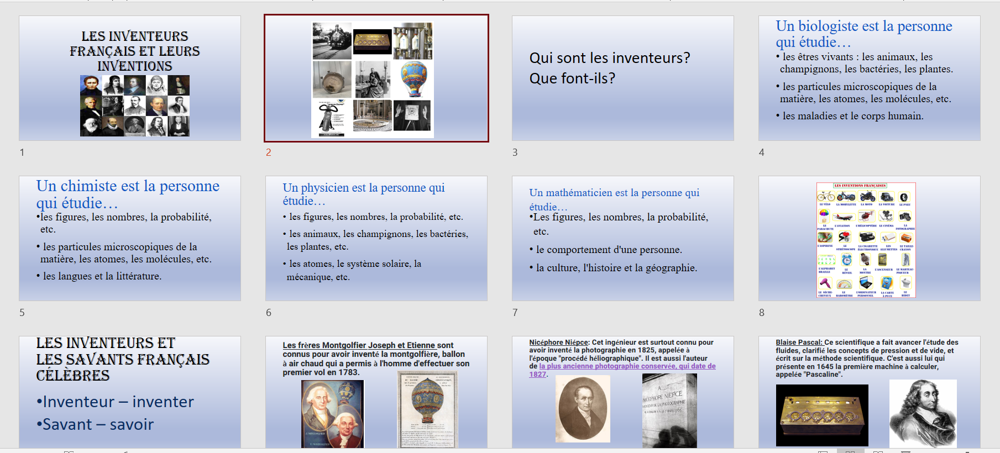 LES INVENTEURS
FRANÇAIS ET LEURS
INVENTIONS
1
2
Qui sont les inventeurs?
Que font-ils?
3
Un biologiste est la personne
qui étudie…
• les êtres vivants : les animaux, les
champignons, les bactéries, les plantes.
• les particules microscopiques de la
matière, les atomes, les molécules, etc.
• les maladies et le corps humain.
4
Un chimiste est la personne
qui étudie…
•les figures, les nombres, la probabilité,
etc.
• les particules microscopiques de la
matière, les atomes, les molécules, etc.
• les langues et la littérature.
5
Un physicien est la personne qui
étudie…
• les figures, les nombres, la probabilité, etc.
• les animaux, les champignons, les bactéries,
les plantes, etc.
• les atomes, le système solaire, la
mécanique, etc.
6
Un mathématicien est la personne qui
étudie…
•Les figures, les nombres, la probabilité,
etc.
• le comportement d'une personne.
• la culture, l'histoire et la géographie.
7
LES INVENTIONS FRANÇAISES
LE VÉLO
LA MOBYLETTE
LA MOTO
LA VOITURE
LE PNEU
LE
PARACHUTE
L'AVIATION
L'HÉLICOPTÈRE
LE CINÉMA
LA
FOTOGRAPHIE
L'ASPIRINE
LE
STHÉTOSCOPE
LA CIGARETTE
ÉLECTRONIQUE
LES
ALLUMETTES
LE TAILLE-
CRAYON
L'ALPHABET
BRAILLE
LE
RÉVEIL
LA
MONTRE
L'ASCENSEUR
LE MARTEAU-
PIQUEUR
LE SÈCHE-
CHEVEUX
LE
BAROMÈTRE
L'ORDINATEUR
PERSONNEL
LA CARTE
À PUCE
LE
BIDET
8
LES INVENTEURS ET
LES SAVANTS FRANÇAIS
CÉLÈBRES
•Inventeur – inventer
•Savant – savoir
Les frères Montgolfier Joseph et Etienne sont
connus pour avoir inventé la montgolfière, ballon
à air chaud qui a permis à l'homme d'effectuer son
premier vol en 1783.
Nicéphore Niépce: Cet ingénieur est surtout connu pour
avoir inventé la photographie en 1825, appelée à
l'époque "procédé héliographique". Il est aussi l'auteur
de la plus ancienne photographie conservée, qui date de
1827.
NICÉPHORE NIEPCE
Blaise Pascal: Ce scientifique a fait avancer l'étude des
fluides, clarifié les concepts de pression et de vide, et
écrit sur la méthode scientifique. C'est aussi lui qui
présente en 1645 la première machine à calculer,
appelée "Pascaline".